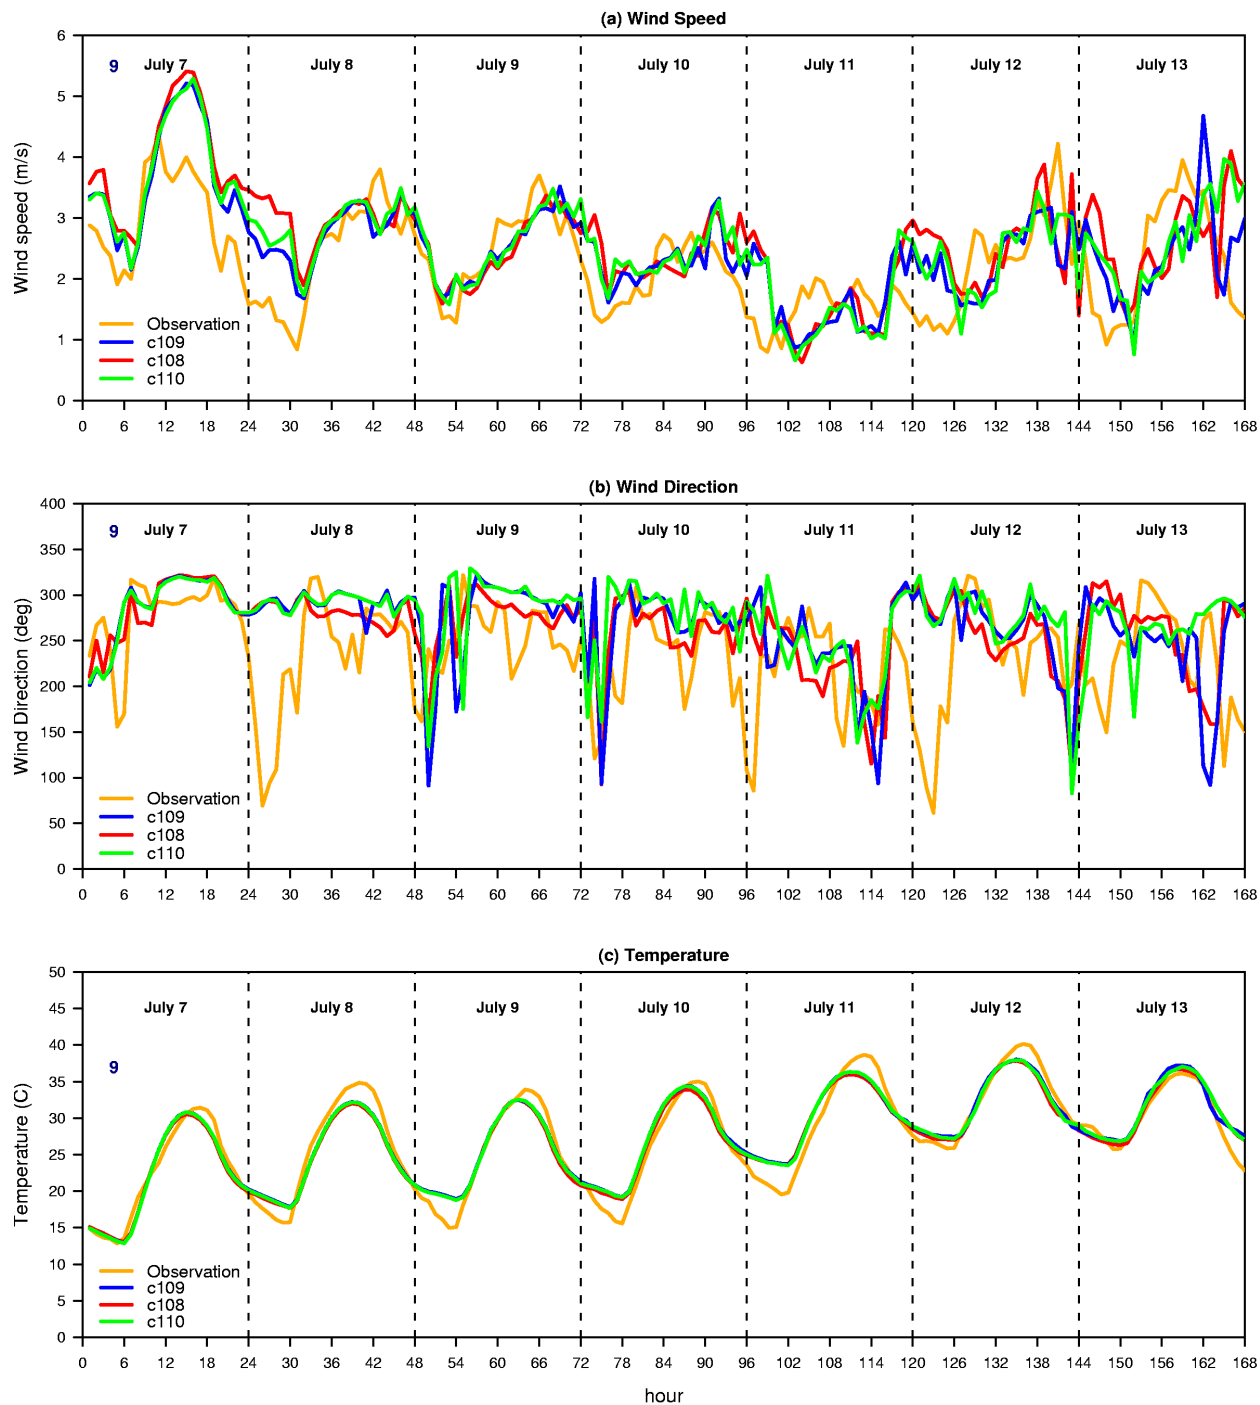 (a) Wind Speed
Wind speed (m/s)
6
5
4
3
2
1
0
9 July 7 July 8 July 9 July 10 July 11 July 12 July 13
Observation
c109
c108
c110
0 6 12 18 24 30 36 42 48 54 60 66 72 78 84 90 96 102 108 114 120 126 132 138 144 150 156 162 168
(b) Wind Direction
Wind Direction (deg)
400
350
300
250
200
150
100
50
0
9 July 7 July 8 July 9 July 10 July 11 July 12 July 13
Observation
c109
c108
c110
0 6 12 18 24 30 36 42 48 54 60 66 72 78 84 90 96 102 108 114 120 126 132 138 144 150 156 162 168
(c) Temperature
Temperature (C)
50
45
40
35
30
25
20
15
10
5
0
July 7 July 8 July 9 July 10 July 11 July 12 July 13
9
Observation
c109
c108
c110
0 6 12 18 24 30 36 42 48 54 60 66 72 78 84 90 96 102 108 114 120 126 132 138 144 150 156 162 168
hour